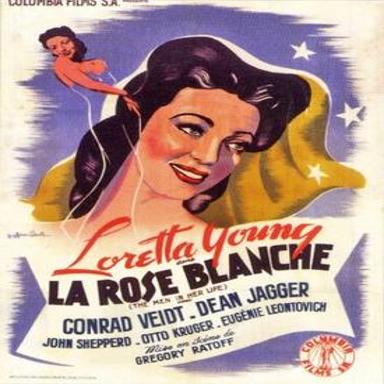 COLUMBIA FILMS S.A.
Loretta Young
dans
LA ROSE BLANCHE
(THE MEN IN HER LIFE)
CONRAD VEIDT - DEAN JAGGER
JOHN SHEPPERD - OTTO KRUGER - EUGÉNIE LEONTOVICH
Mise en Scène de
GREGORY RATOFF
COLUMBIA
FILMS S.A.